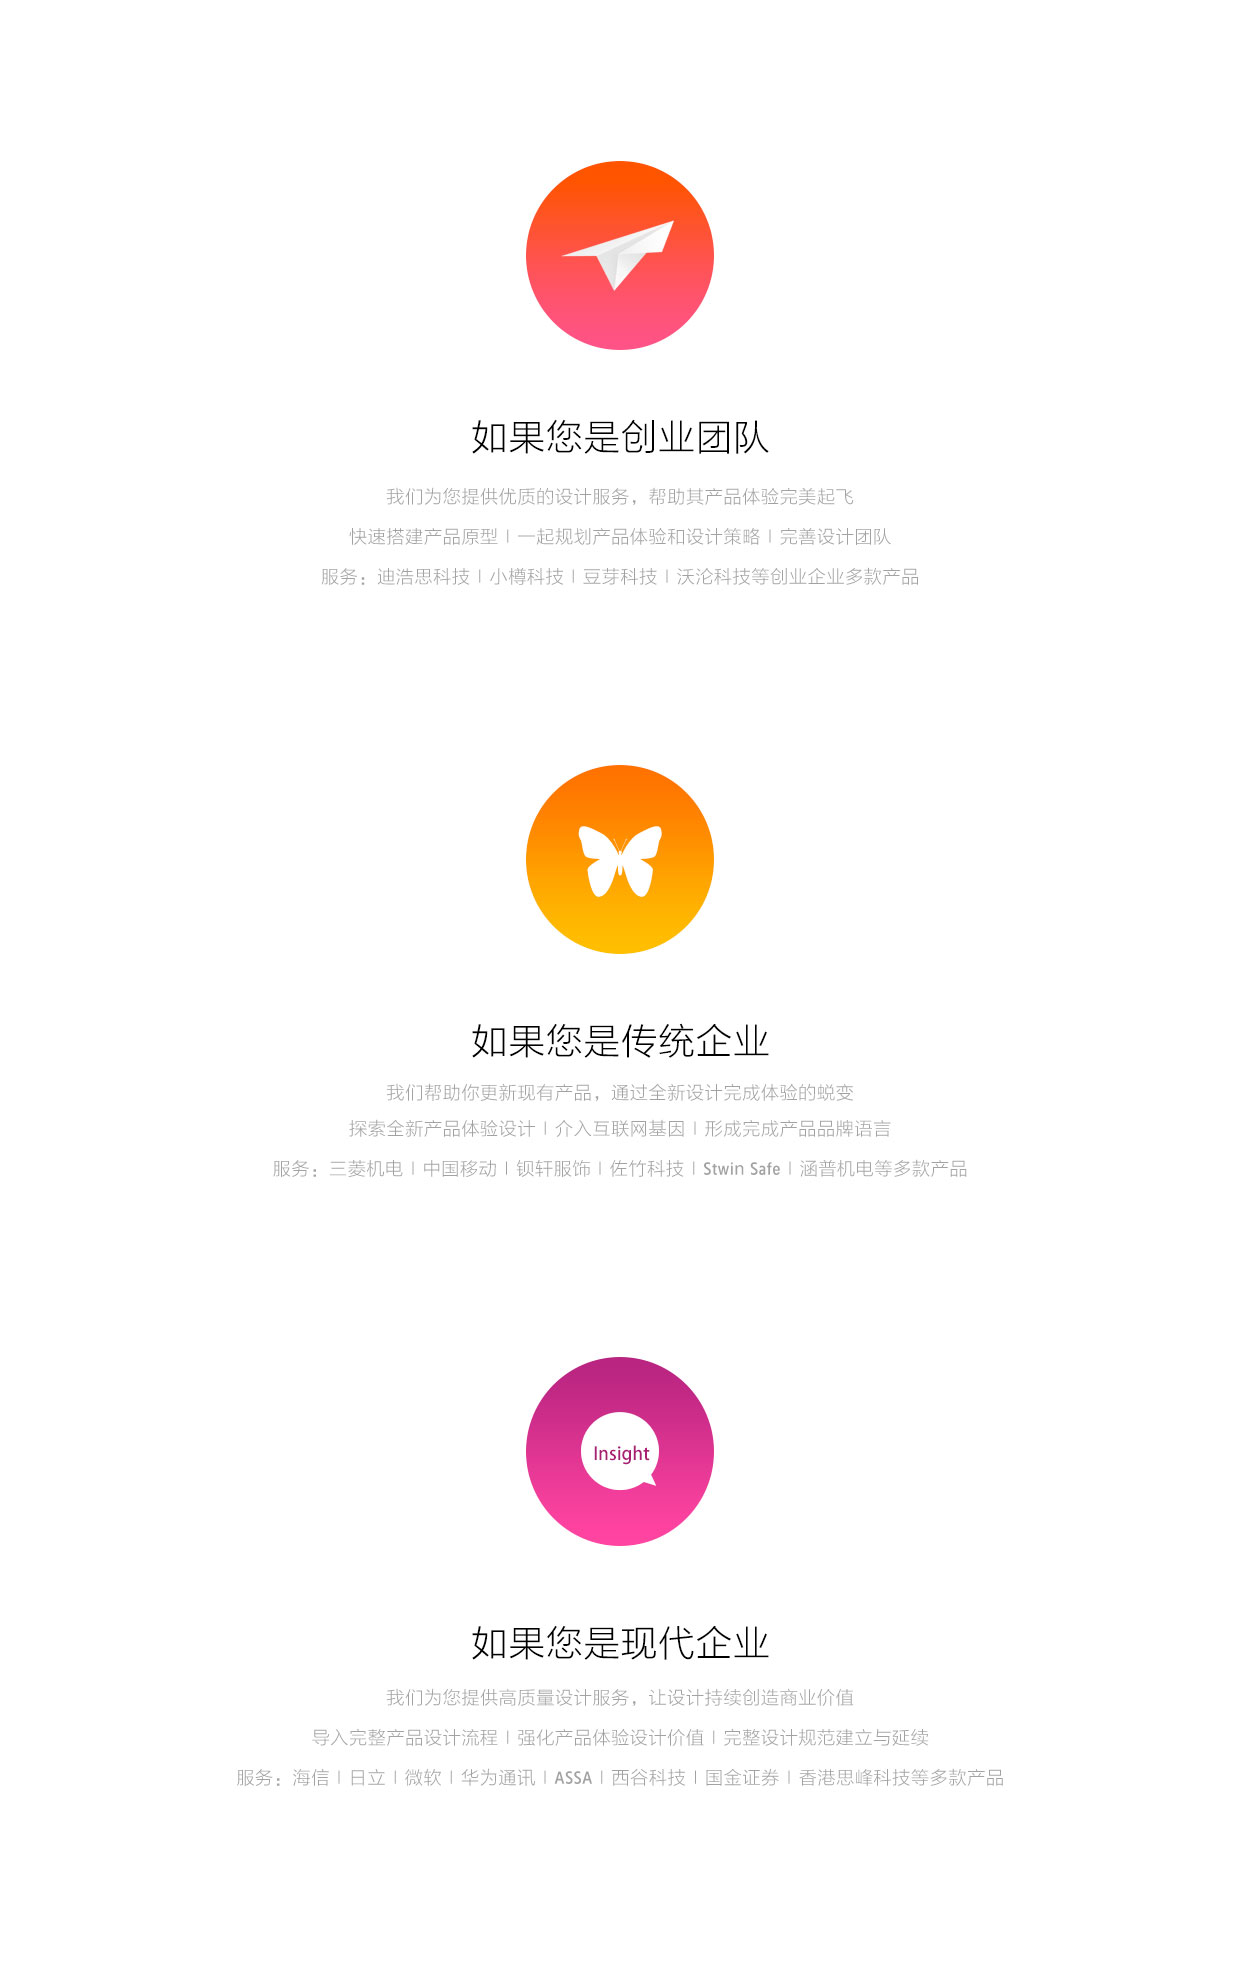 如果您是创业团队
我们为您提供优质的设计服务，帮助其产品体验完美起飞
快速搭建产品原型 | 一起规划产品体验和设计策略 | 完善设计团队
服务：迪浩思科技 | 小樽科技 | 豆芽科技 | 沃沦科技等创业企业多款产品
如果您是传统企业
我们帮助你更新现有产品，通过全新设计完成体验的蜕变
探索全新产品体验设计 | 介入互联网基因 | 形成完成产品品牌语言
服务：三菱机电 | 中国移动 | 钡轩服饰 | 佐竹科技 | Stwin Safe | 涵普机电等多款产品
Insight
如果您是现代企业
我们为您提供高质量设计服务，让设计持续创造商业价值
导入完整产品设计流程 | 强化产品体验设计价值 | 完整设计规范建立与延续
服务：海信 | 日立 | 微软 | 华为通讯 | ASSA | 西谷科技 | 国金证券 | 香港思峰科技等多款产品